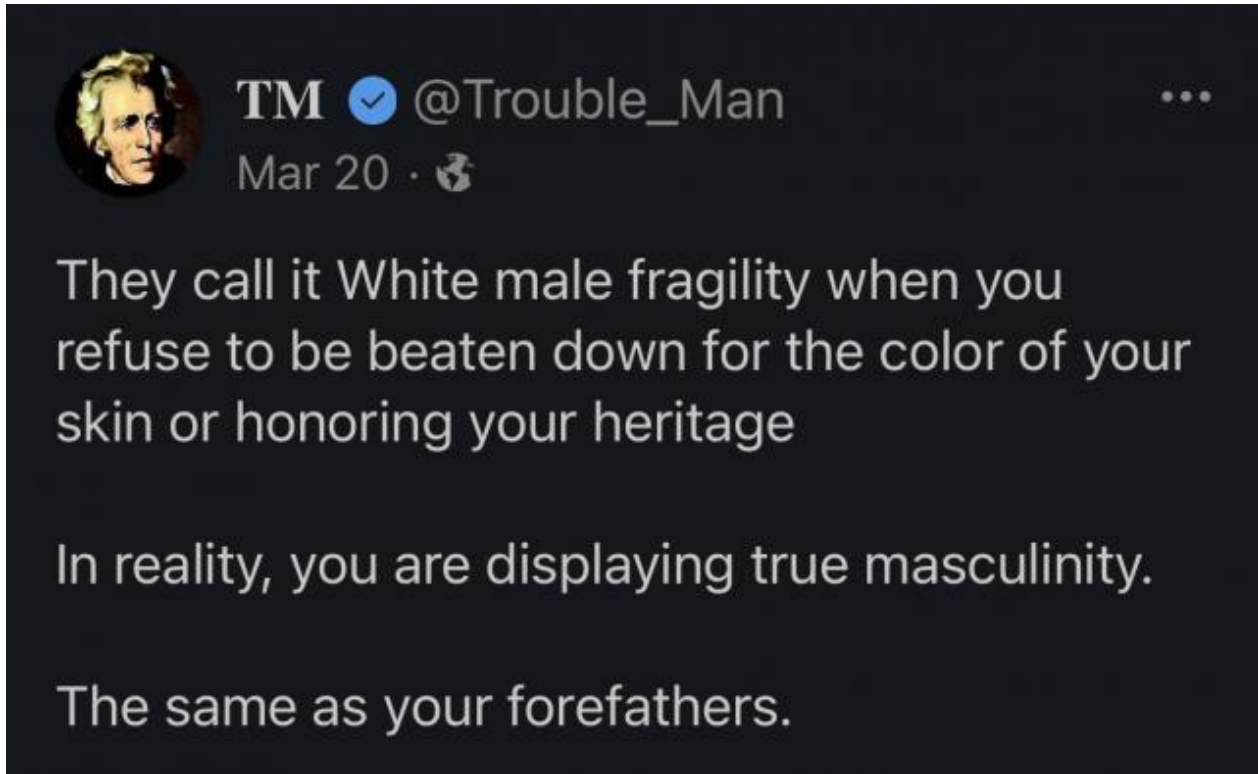 TM @Trouble_Man
Mar 20 ·
They call it White male fragility when you
refuse to be beaten down for the color of your
skin or honoring your heritage
In reality, you are displaying true masculinity.
The same as your forefathers.